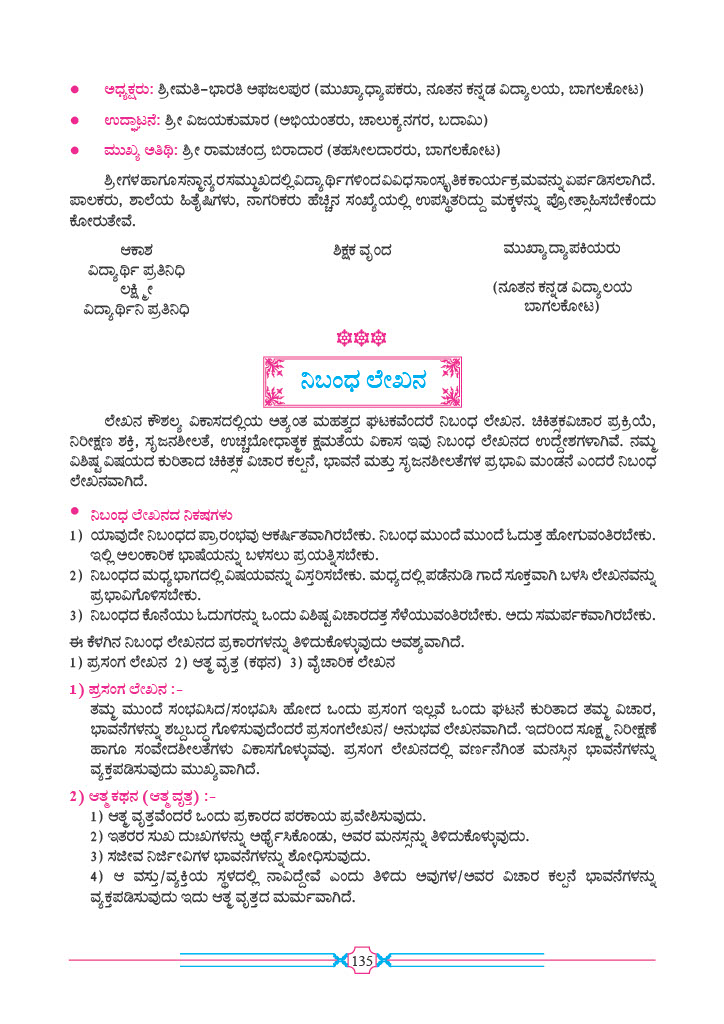 • ಅಧ್ಯಕ್ಷರು: ಶ್ರೀಮತಿ-ಭಾರತಿ ಅಫಜಲಪುರ (ಮುಖ್ಯಾಧ್ಯಾಪಕರು, ನೂತನ ಕನ್ನಡ ವಿದ್ಯಾಲಯ, ಬಾಗಲಕೋಟ)
• ಉದ್ಘಾಟನೆ: ಶ್ರೀ ವಿಜಯಕುಮಾರ (ಅಭಿಯಂತರು, ಚಾಲುಕ್ಯನಗರ, ಬದಾಮಿ)
• ಮುಖ್ಯ ಅತಿಥಿ: ಶ್ರೀ ರಾಮಚಂದ್ರ ಬಿರಾದಾರ (ತಹಸೀಲದಾರರು, ಬಾಗಲಕೋಟ)
ಶ್ರೀಗಳ ಹಾಗೂ ಸನ್ಮಾನ್ಯರ ಸಮ್ಮುಖದಲ್ಲಿ ವಿದ್ಯಾರ್ಥಿಗಳಿಂದ ವಿವಿಧ ಸಾಂಸ್ಕೃತಿಕ ಕಾರ್ಯಕ್ರಮವನ್ನು ಏರ್ಪಡಿಸಲಾಗಿದೆ.
ಪಾಲಕರು, ಶಾಲೆಯ ಹಿತೈಷಿಗಳು, ನಾಗರಿಕರು ಹೆಚ್ಚಿನ ಸಂಖ್ಯೆಯಲ್ಲಿ ಉಪಸ್ಥಿತರಿದ್ದು ಮಕ್ಕಳನ್ನು ಪ್ರೋತ್ಸಾಹಿಸಬೇಕೆಂದು
ಕೋರುತೇವೆ.
ಆಕಾಶ ಶಿಕ್ಷಕ ವೃಂದ ಮುಖ್ಯಾದ್ಯಾಪಕಿಯರು
ವಿದ್ಯಾರ್ಥಿ ಪ್ರತಿನಿಧಿ
ಲಕ್ಷ್ಮೀ (ನೂತನ ಕನ್ನಡ ವಿದ್ಯಾಲಯ
ವಿದ್ಯಾರ್ಥಿನಿ ಪ್ರತಿನಿಧಿ ಬಾಗಲಕೋಟ)
ನಿಬಂಧ ಲೇಖನ
ಲೇಖನ ಕೌಶಲ್ಯ ವಿಕಾಸದಲ್ಲಿಯ ಅತ್ಯಂತ ಮಹತ್ವದ ಘಟಕವೆಂದರೆ ನಿಬಂಧ ಲೇಖನ. ಚಿಕಿತ್ಸಕವಿಚಾರ ಪ್ರಕ್ರಿಯೆ,
ನಿರೀಕ್ಷಣ ಶಕ್ತಿ, ಸೃಜನಶೀಲತೆ, ಉಚ್ಚಬೋಧಾತ್ಮಕ ಕ್ಷಮತೆಯ ವಿಕಾಸ ಇವು ನಿಬಂಧ ಲೇಖನದ ಉದ್ದೇಶಗಳಾಗಿವೆ. ನಮ್ಮ
ವಿಶಿಷ್ಟ ವಿಷಯದ ಕುರಿತಾದ ಚಿಕಿತ್ಸಕ ವಿಚಾರ ಕಲ್ಪನೆ, ಭಾವನೆ ಮತ್ತು ಸೃಜನಶೀಲತೆಗಳ ಪ್ರಭಾವಿ ಮಂಡನೆ ಎಂದರೆ ನಿಬಂಧ
ಲೇಖನವಾಗಿದೆ.
• ನಿಬಂಧ ಲೇಖನದ ನಿಕಷಗಳು
1) ಯಾವುದೇ ನಿಬಂಧದ ಪ್ರಾರಂಭವು ಆಕರ್ಷಿತವಾಗಿರಬೇಕು. ನಿಬಂಧ ಮುಂದೆ ಮುಂದೆ ಓದುತ್ತ ಹೋಗುವಂತಿರಬೇಕು.
ಇಲ್ಲಿ ಅಲಂಕಾರಿಕ ಭಾಷೆಯನ್ನು ಬಳಸಲು ಪ್ರಯತ್ನಿಸಬೇಕು.
2) ನಿಬಂಧದ ಮಧ್ಯಭಾಗದಲ್ಲಿ ವಿಷಯವನ್ನು ವಿಸ್ತರಿಸಬೇಕು. ಮಧ್ಯದಲ್ಲಿ ಪಡೆನುಡಿ ಗಾದೆ ಸೂಕ್ತವಾಗಿ ಬಳಸಿ ಲೇಖನವನ್ನು
ಪ್ರಭಾವಿಗೊಳಿಸಬೇಕು.
3) ನಿಬಂಧದ ಕೊನೆಯು ಓದುಗರನ್ನು ಒಂದು ವಿಶಿಷ್ಟ ವಿಚಾರದತ್ತ ಸೆಳೆಯುವಂತಿರಬೇಕು. ಅದು ಸಮರ್ಪಕವಾಗಿರಬೇಕು.
ಈ ಕೆಳಗಿನ ನಿಬಂಧ ಲೇಖನದ ಪ್ರಕಾರಗಳನ್ನು ತಿಳಿದುಕೊಳ್ಳುವುದು ಅವಶ್ಯವಾಗಿದೆ.
1) ಪ್ರಸಂಗ ಲೇಖನ 2) ಆತ್ಮವೃತ್ತ (ಕಥನ) 3) ವೈಚಾರಿಕ ಲೇಖನ
1) ಪ್ರಸಂಗ ಲೇಖನ :-
ತಮ್ಮ ಮುಂದೆ ಸಂಭವಿಸಿದ/ಸಂಭವಿಸಿ ಹೋದ ಒಂದು ಪ್ರಸಂಗ ಇಲ್ಲವೆ ಒಂದು ಘಟನೆ ಕುರಿತಾದ ತಮ್ಮ ವಿಚಾರ,
ಭಾವನೆಗಳನ್ನು ಶಬ್ದಬದ್ಧಗೊಳಿಸುವುದೆಂದರೆ ಪ್ರಸಂಗಲೇಖನ/ ಅನುಭವ ಲೇಖನವಾಗಿದೆ. ಇದರಿಂದ ಸೂಕ್ಷ್ಮ ನಿರೀಕ್ಷಣೆ
ಹಾಗೂ ಸಂವೇದಶೀಲತೆಗಳು ವಿಕಾಸಗೊಳ್ಳುವವು. ಪ್ರಸಂಗ ಲೇಖನದಲ್ಲಿ ವರ್ಣನೆಗಿಂತ ಮನಸ್ಸಿನ ಭಾವನೆಗಳನ್ನು
ವ್ಯಕ್ತಪಡಿಸುವುದು ಮುಖ್ಯವಾಗಿದೆ.
2) ಆತ್ಮಕಥನ (ಆತ್ಮವೃತ್ತ) :-
1) ಆತ್ಮವೃತ್ತವೆಂದರೆ ಒಂದು ಪ್ರಕಾರದ ಪರಕಾಯ ಪ್ರವೇಶಿಸುವುದು.
2) ಇತರರ ಸುಖ ದುಃಖಗಳನ್ನು ಅರ್ಥೈಸಿಕೊಂಡು, ಅವರ ಮನಸ್ಸನ್ನು ತಿಳಿದುಕೊಳ್ಳುವುದು.
3) ಸಜೀವ ನಿರ್ಜೀವಿಗಳ ಭಾವನೆಗಳನ್ನು ಶೋಧಿಸುವುದು.
4) ಆ ವಸ್ತು/ವ್ಯಕ್ತಿಯ ಸ್ಥಳದಲ್ಲಿ ನಾವಿದ್ದೇವೆ ಎಂದು ತಿಳಿದು ಅವುಗಳ/ಅವರ ವಿಚಾರ ಕಲ್ಪನೆ ಭಾವನೆಗಳನ್ನು
ವ್ಯಕ್ತಪಡಿಸುವುದು ಇದು ಆತ್ಮವೃತ್ತದ ಮರ್ಮವಾಗಿದೆ.
135